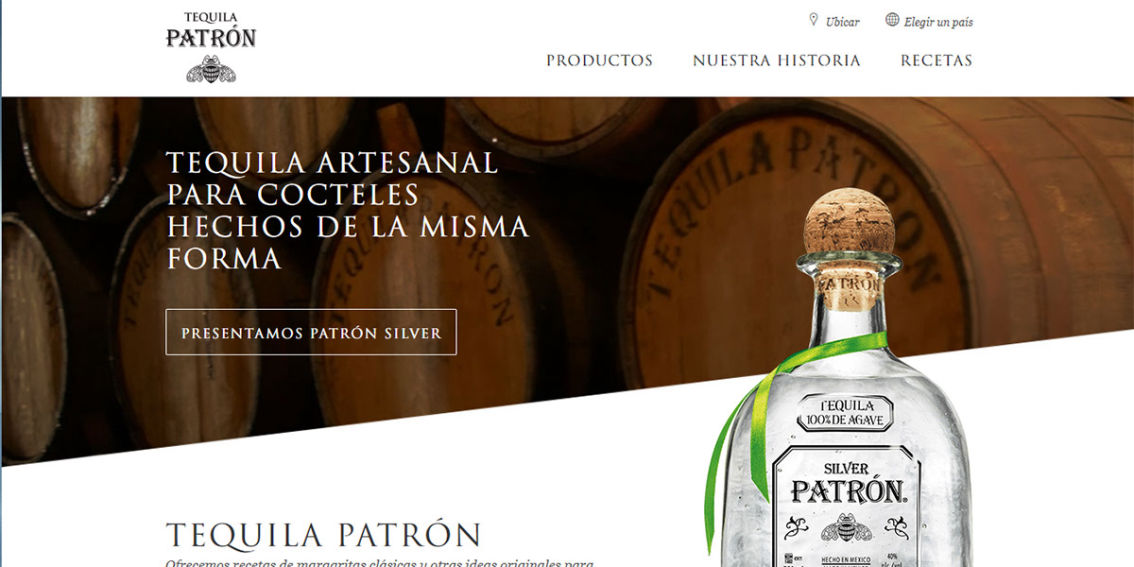 TEQUILA
PATRÓN
Ubicar
Elegir un país
PRODUCTOS
NUESTRA HISTORIA
RECETAS
TEQUILA ARTESANAL
PARA COCTELES
HECHOS DE LA MISMA
FORMA
PRESENTAMOS PATRÓN SILVER
TEQUILA PATRON
PATRÓN
TEQUILA
100% DE AGAVE
SILVER
PATRÓN
HECHO EN MEXICO
40%
TEQUILA PATRÓN
Ofrecemos recetas de margaritas clásicas y otras ideas originales para